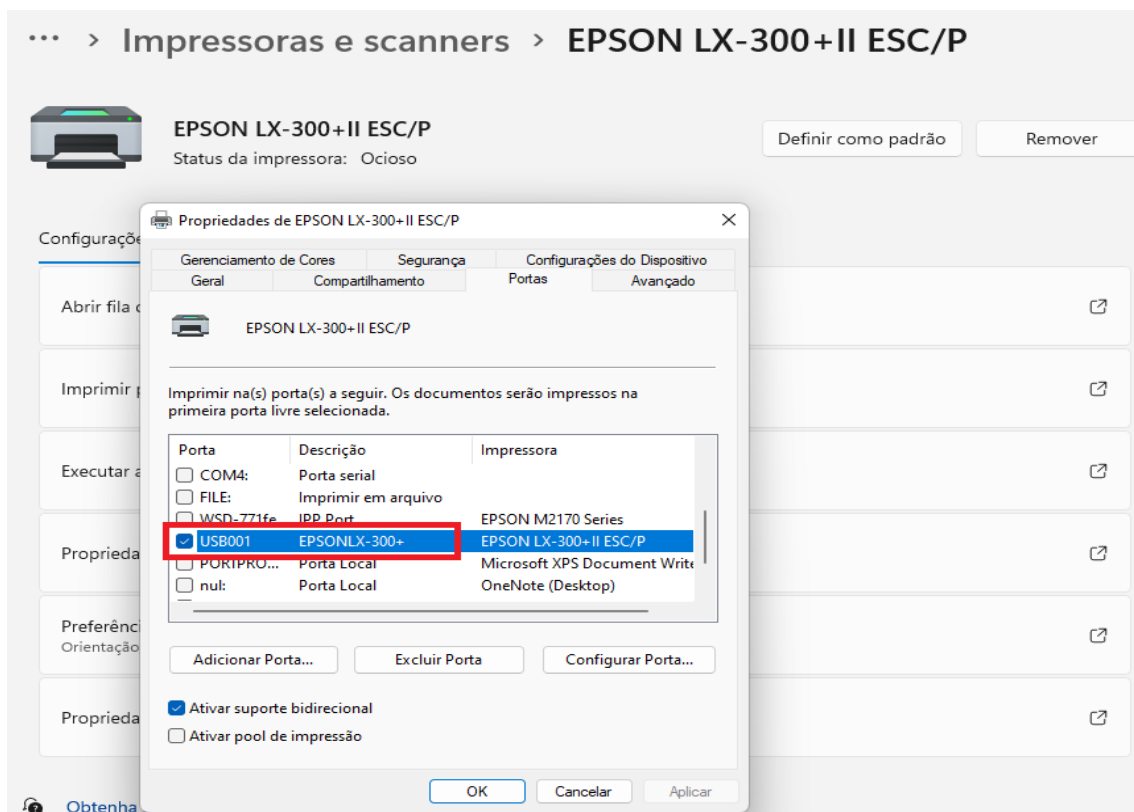 ... > Impressoras e scanners > EPSON LX-300+II ESC/P
EPSON LX-300+II ESC/P
Status da impressora: Ocioso
Definir como padrão
Remover
Propriedades de EPSON LX-300+II ESC/P
Gerenciamento de Cores Segurança Configurações do Dispositivo
Geral Compartilhamento Portas Avançado
EPSON LX-300+II ESC/P
Imprimir na(s) porta(s) a seguir. Os documentos serão impressos na
primeira porta livre selecionada.
Porta Descrição Impressora
COM4: Porta serial
FILE: Imprimir em arquivo
WSD-771fe IPP Port EPSON M2170 Series
USB001 EPSONLX-300+ EPSON LX-300+II ESC/P
PORTPRO... Porta Local Microsoft XPS Document Write
nul: Porta Local OneNote (Desktop)
Adicionar Porta... Excluir Porta Configurar Porta...
Ativar suporte bidirecional
Ativar pool de impressão
OK Cancelar Aplicar
Configuraçõe
Abrir fila
Imprimir
Executar a
Proprieda
Preferênci
Orientação
Proprieda
Obtenha